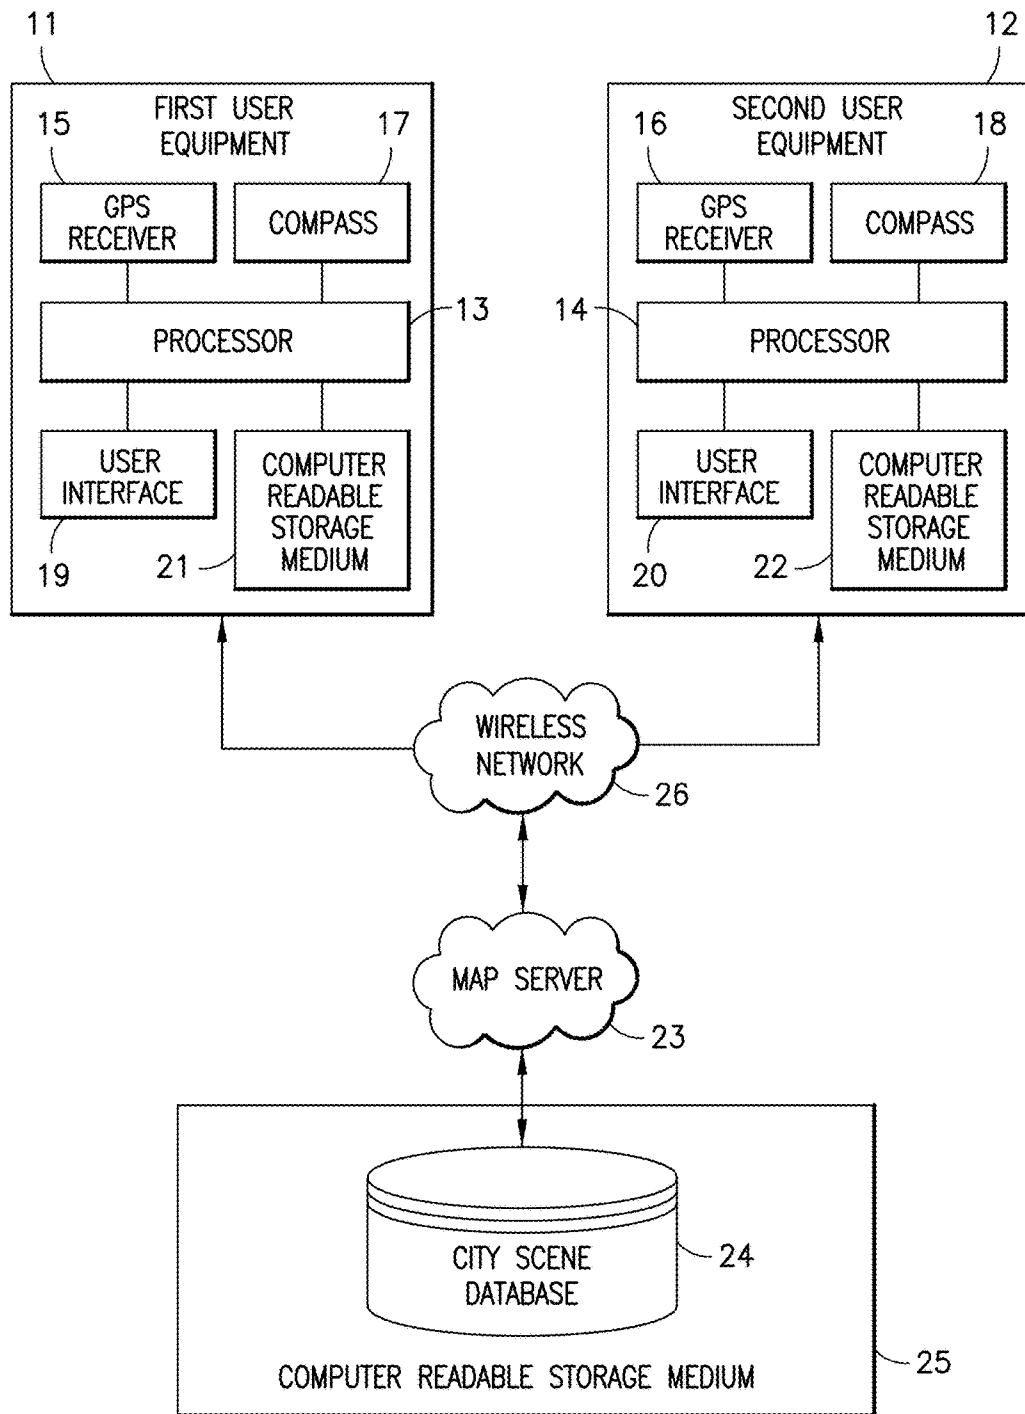 11
12
FIRST USER
EQUIPMENT
SECOND USER
EQUIPMENT
15
17
16
18
GPS
RECEIVER
COMPASS
GPS
RECEIVER
COMPASS
PROCESSOR
13
14
PROCESSOR
USER
INTERFACE
COMPUTER
READABLE
STORAGE
MEDIUM
USER
INTERFACE
COMPUTER
READABLE
STORAGE
MEDIUM
19
21
20
22
WIRELESS
NETWORK
26
MAP SERVER
23
CITY SCENE
DATABASE
24
COMPUTER READABLE STORAGE MEDIUM
25